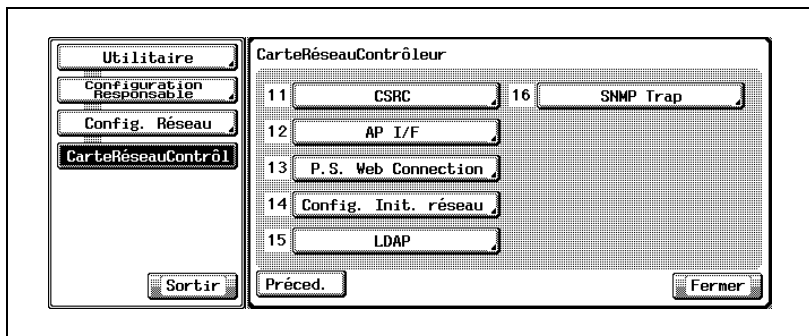 Utilitaire
Configuration
Responsable
Config. Réseau
CarteRéseauContrôl
Sortir
CarteRéseauContrôleur
11 CSRC
12 AP I/F
13 P.S. Web Connection
14 Config. Init. réseau
15 LDAP
16 SNMP Trap
Préced.
Fermer